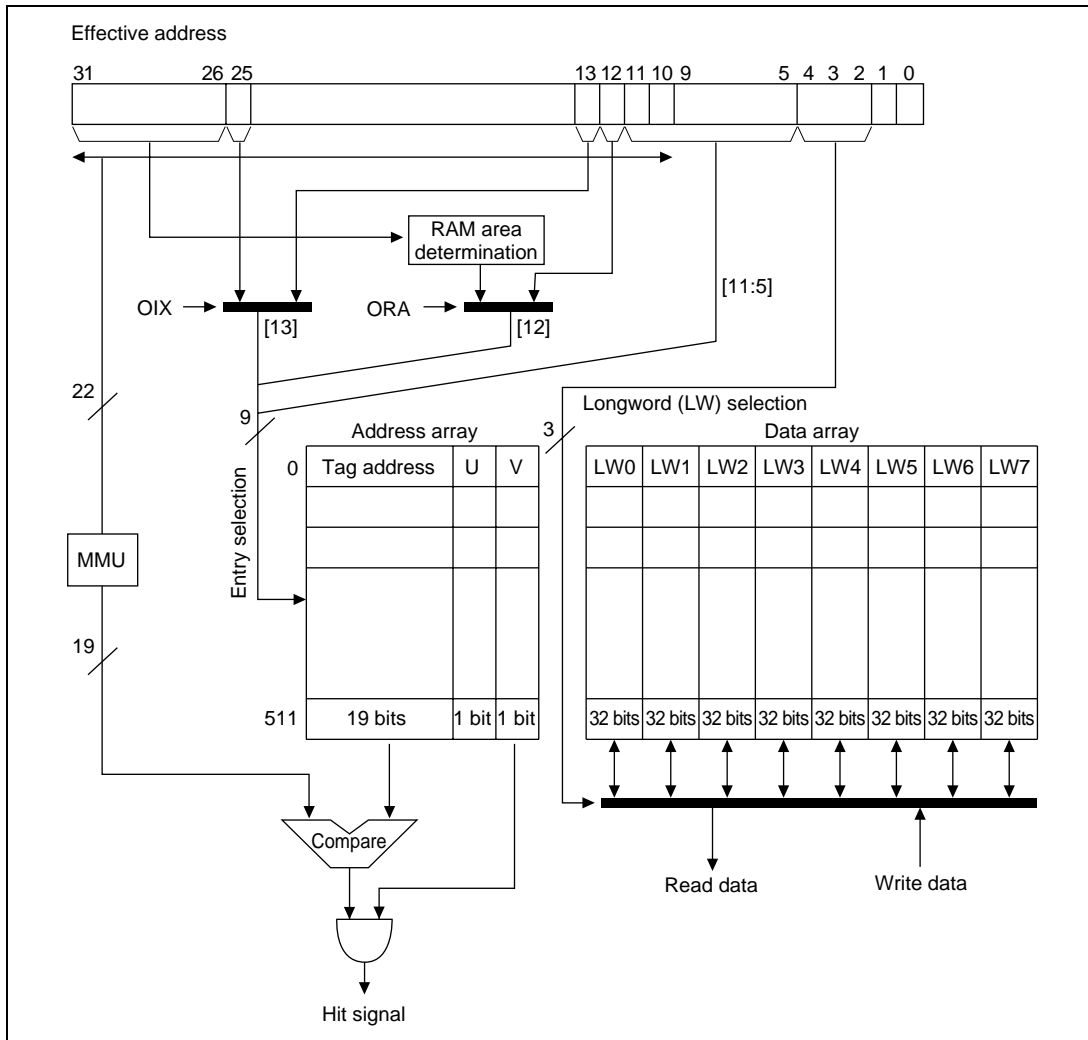 Effective address
31 26 25 13 12 11 10 9 5 4 3 2 1 0
RAM area
determination
[11:5]
OIX
ORA
[13]
[12]
22
9
Longword (LW) selection
3
Address array
Data array
0
Tag address U V
LW0 LW1 LW2 LW3 LW4 LW5 LW6 LW7
Entry selection
MMU
19
511
19 bits 1 bit 1 bit
32 bits 32 bits 32 bits 32 bits 32 bits 32 bits 32 bits 32 bits
Compare
Read data
Write data
Hit signal